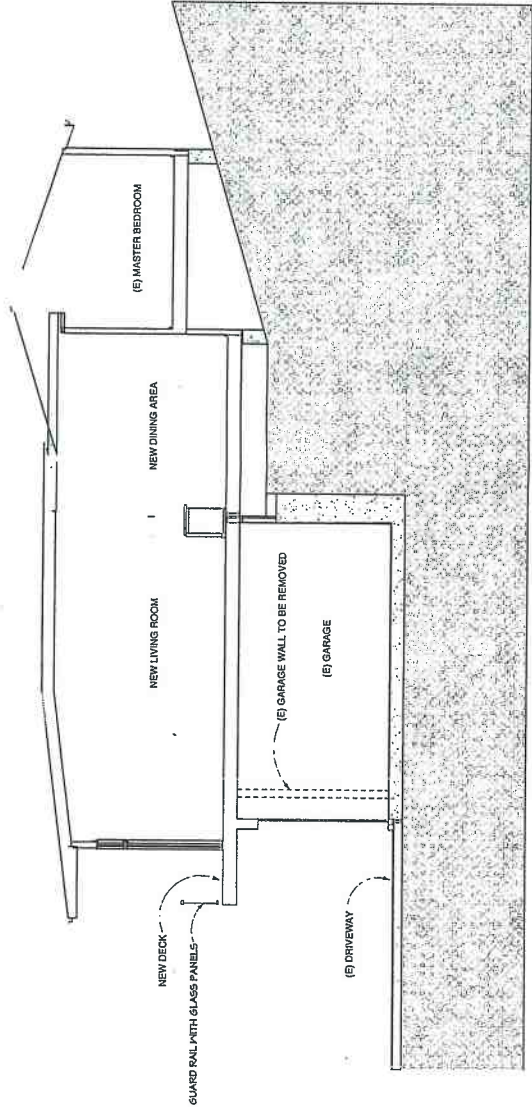 (E) MASTER BEDROOM
NEW DINING AREA
NEW LIVING ROOM
(E) GARAGE WALL TO BE REMOVED
(E) GARAGE
NEW DECK
GUARD RAIL WITH GLASS PANELS
(E) DRIVEWAY